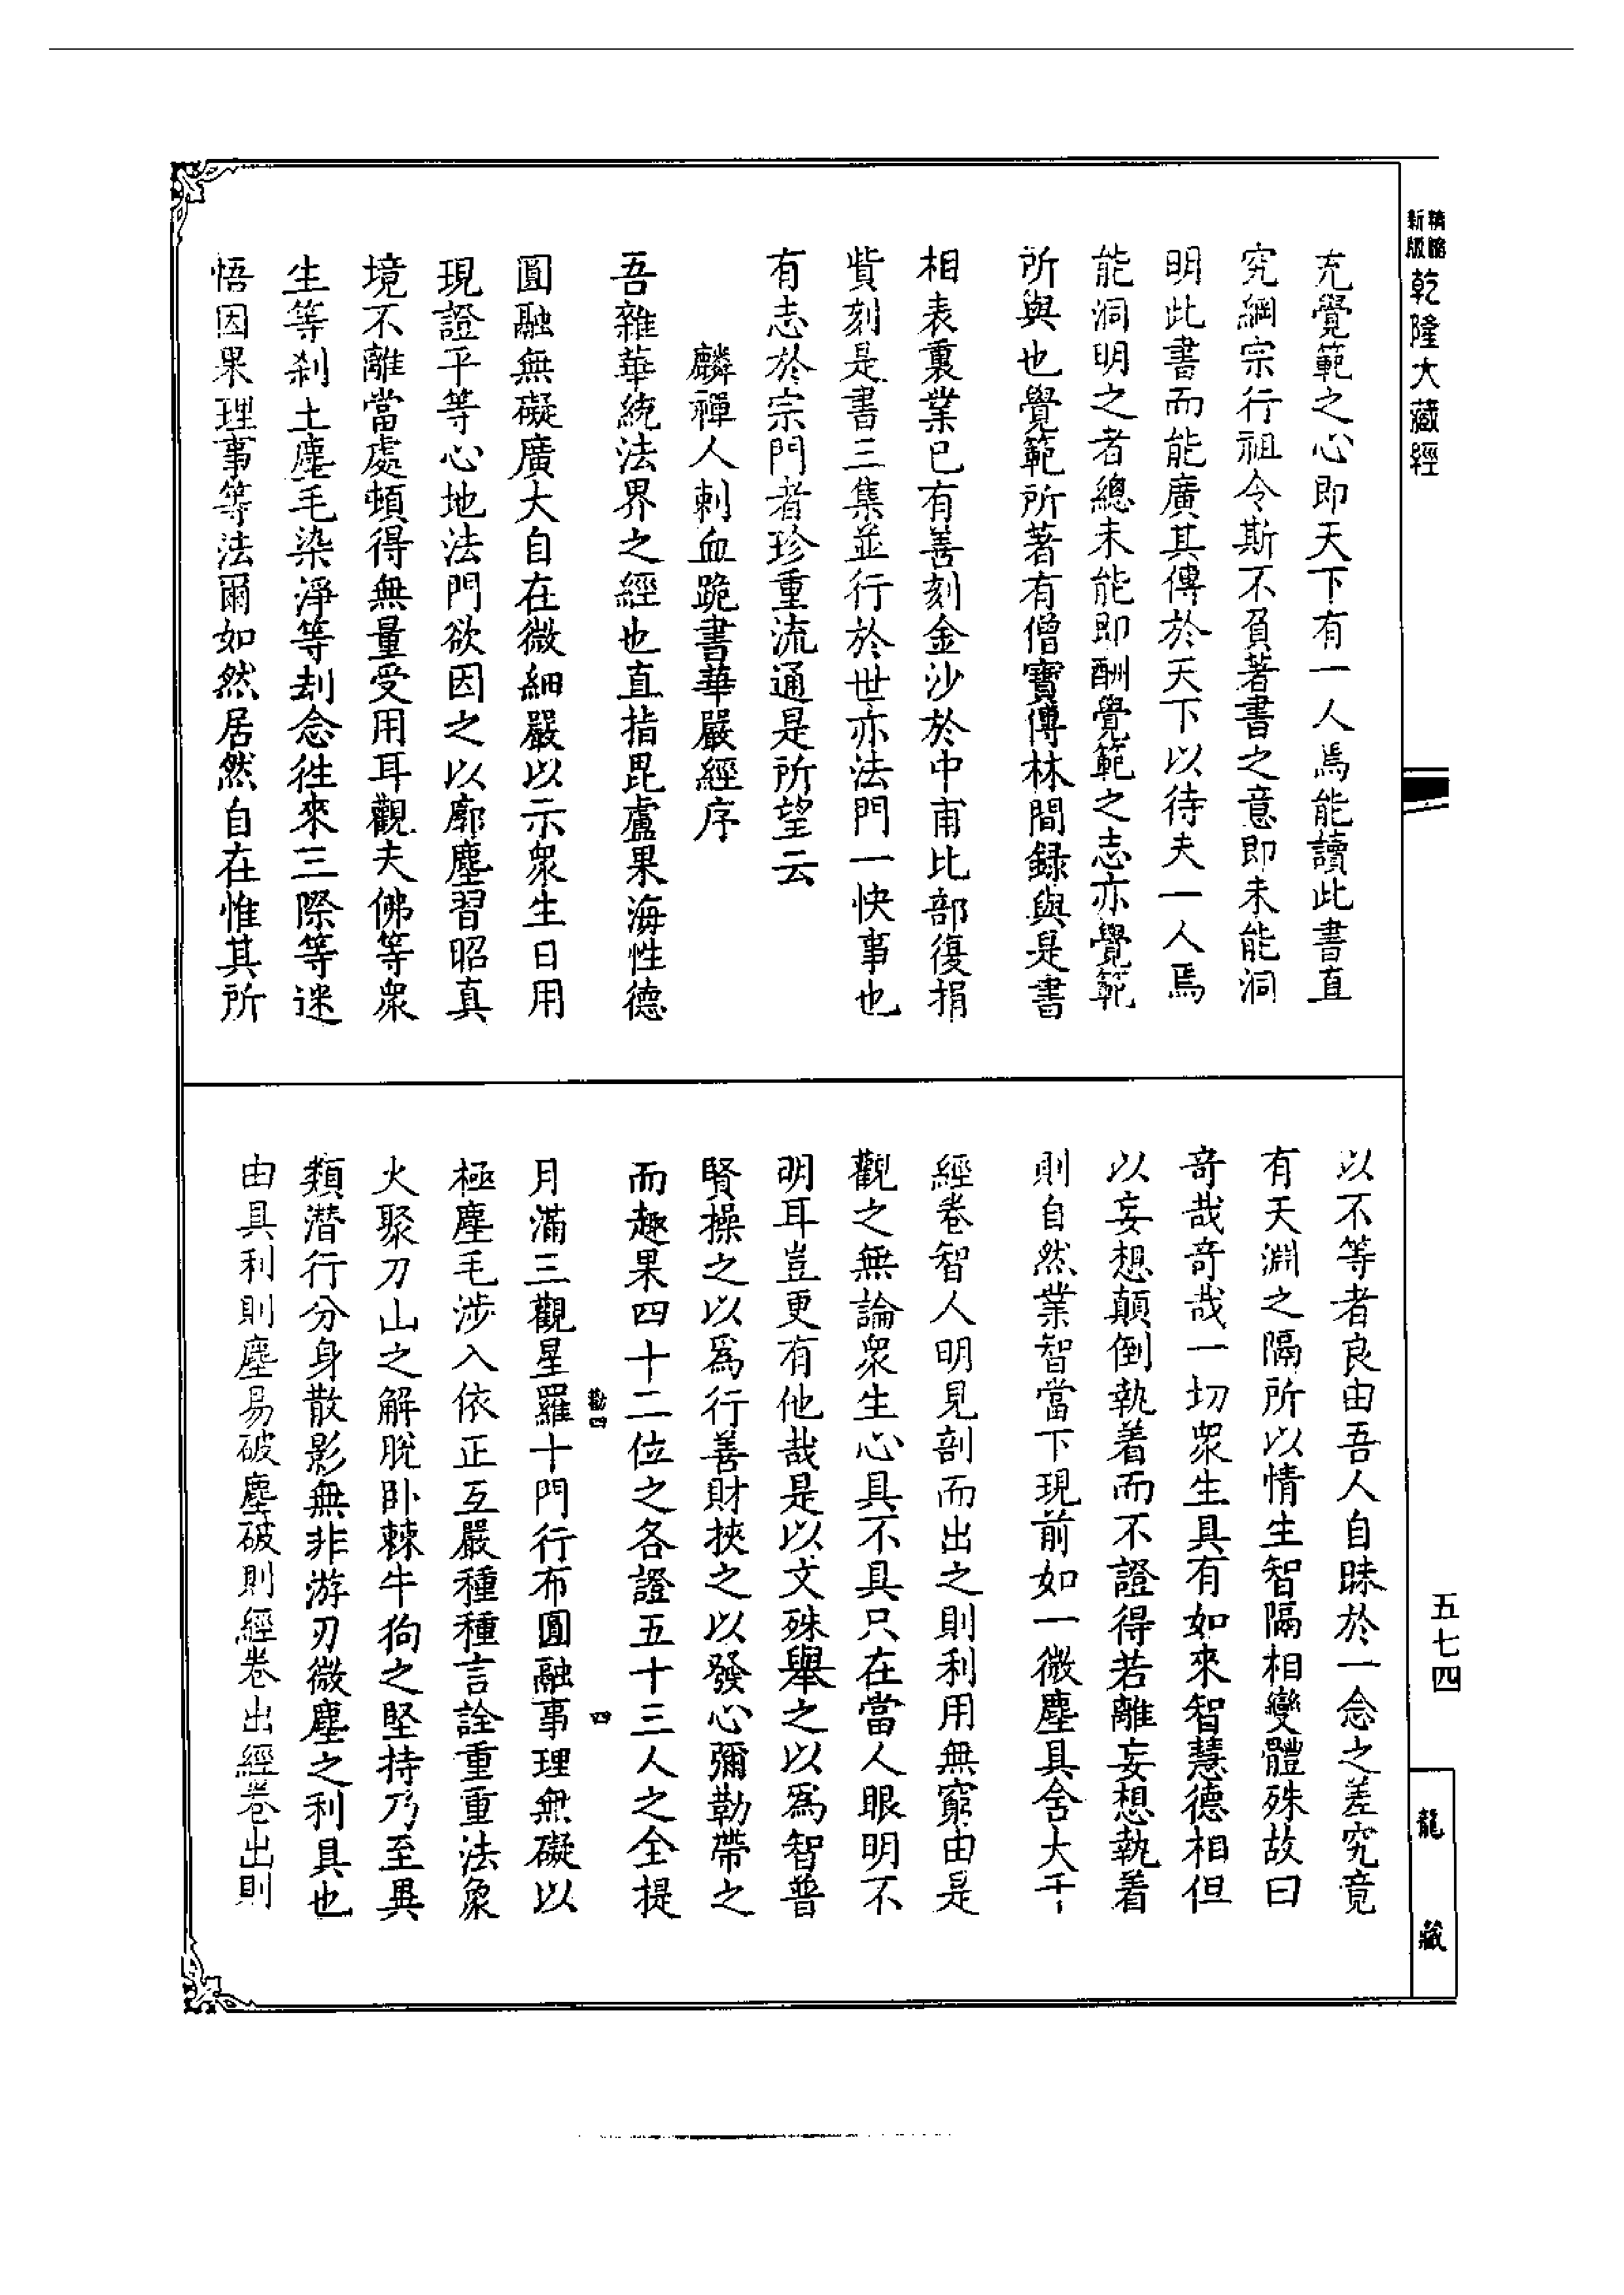 新版
精縮
乾隆大藏經
五七四
龍藏
充覺範之心即天下有一人焉能讀此書直
究綱宗行祖令斯不負著書之意即未能洞
明此書而能廣其傳於天下以待夫一人焉
能洞明之者總未能即酬覺範之志亦覺範
所與也覺範所著有僧寶傳林間録與是書
相表裏業已有善刻金沙於中甫比部復捐
貲刻是書三集並行於世亦法門一快事也
有志於宗門者珍重流通是所望云
麟禪人刺血跪書華嚴經序
吾雜華統法界之經也直指毘盧果海性德
圓融無礙廣大自在微細嚴以示衆生日用
現證平等心地法門欲因之以廓塵習昭真
境不離當處頓得無量受用耳觀夫佛等衆
生等刹土塵毛染淨等刦念往來三際等迷
悟因果理事等等法爾如然居然自在惟其所
以不等者良由吾人自昧於一念之差究竟
有天淵之隔所以情生智隔相變體殊故曰
竒哉竒哉一切衆生具有如來智慧德相但
以妄想顛倒執着而不證得若離妄想執着
則自然業智當下現前如一微塵具含大千
經卷智人明見剖而出之則利用無窮由是
觀之無論衆生心具不具只在當人眼明不
明耳豈更有他哉是以文殊舉之以爲智普
賢操之以爲行善財挾之以發心彌勒帶之
而趣果四十二位之各證五十三人之全提
月滿三觀星羅十門行布圓融事理無礙以
極塵毛涉入依正互嚴種種言詮重重法象
火聚刀山之解脫卧棘牛狗之堅持乃至異
類潛行分身散影無非游刃微塵之利具也
由具利則塵易破塵破則經卷出經卷出則
勸四
四